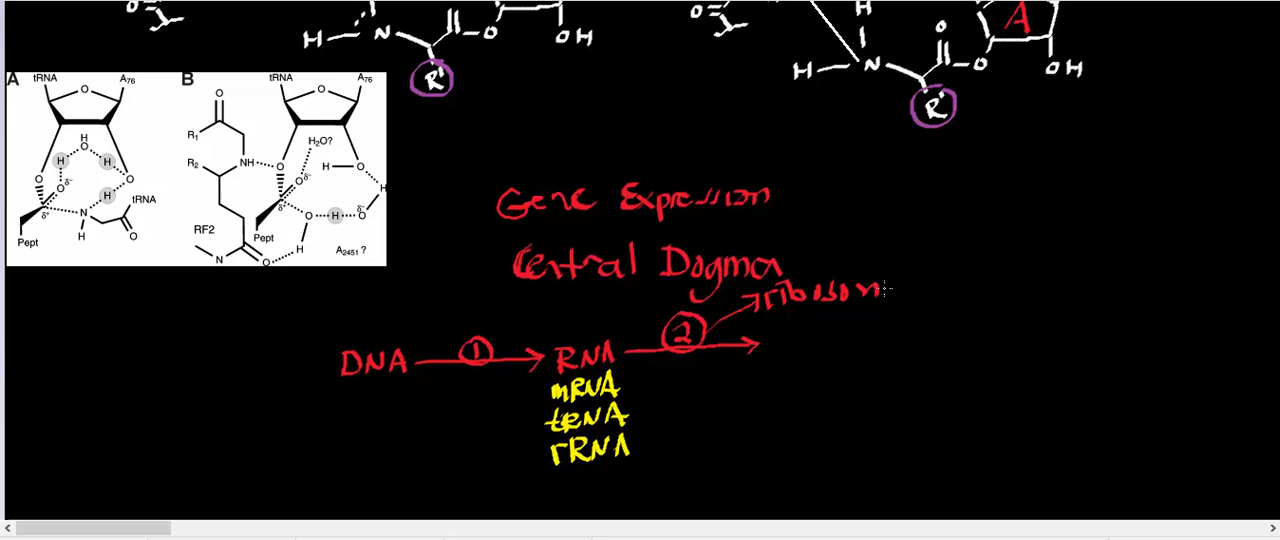 O
H N O OH
R'
H
O
H N O OH
R'
A
A B
tRNA A76
O
H
H O H
O O δ- O
H
δ+ N tRNA
H O
Pept
tRNA A76
O O
R1 H2O?
R2 NH O H O
O δ- H
δ+ O H O δ-
RF2 Pept
H
N O A2451 ?
Gene Expression
Central Dogma
ribosom
DNA 1 RNA 2
mRNA
tRNA
rRNA